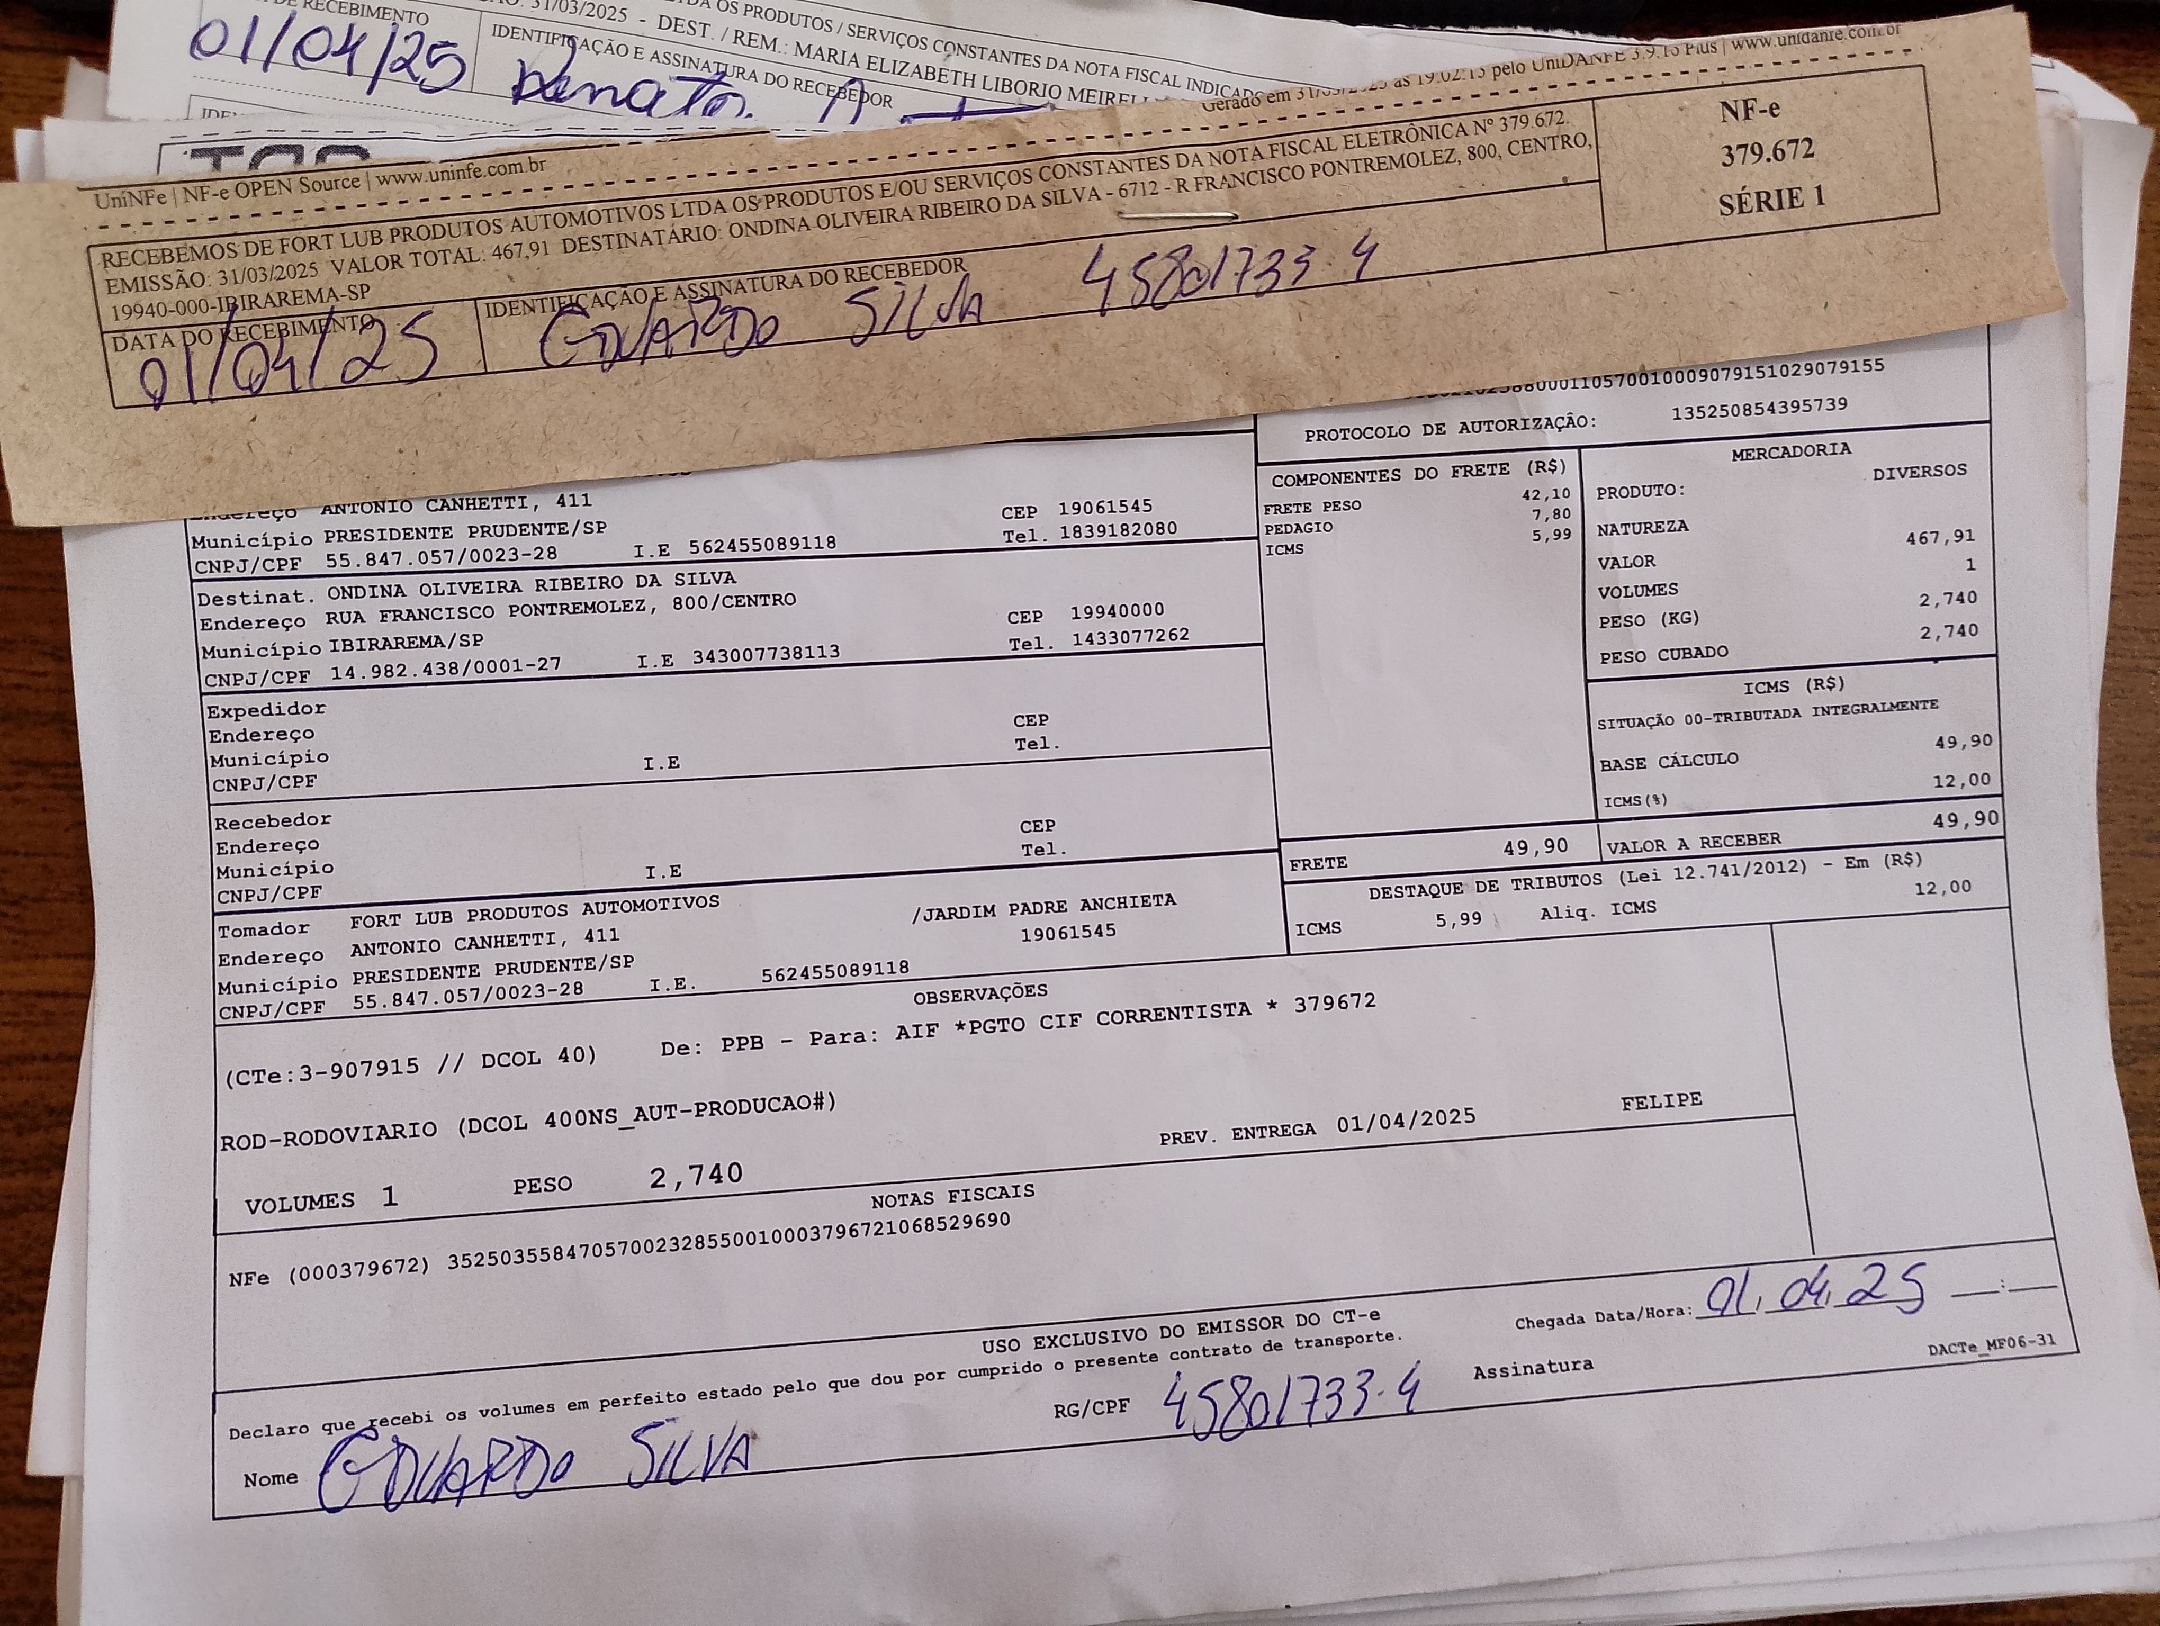 DE RECEBIMENTO
31/03/2025 - DEST. / REM.: MARIA ELIZABETH LIBORIO
OS PRODUTOS / SERVIÇOS CONSTANTES DA NOTA FISCAL
01/04/25
IDENTIFICAÇÃO E ASSINATURA DO RECEBEDOR
Renato
UniNFe | NF-e OPEN Source | www.uninfe.com.br
Gerado em 31/03/2025 às 19:02:13 pelo UniDANFE 3.9.13 Plus | www.unidanfe.com.br
RECEBEMOS DE FORT LUB PRODUTOS AUTOMOTIVOS LTDA OS PRODUTOS E/OU SERVIÇOS CONSTANTES DA NOTA FISCAL ELETRÔNICA Nº 379.672.
EMISSÃO: 31/03/2025 VALOR TOTAL: 467,91 DESTINATÁRIO: ONDINA OLIVEIRA RIBEIRO DA SILVA - 6712 - R FRANCISCO PONTREMOLEZ, 800, CENTRO,
19940-000-IBIRAREMA-SP
NF-e
379.672
SÉRIE 1
DATA DO RECEBIMENTO
01/04/25
IDENTIFICAÇÃO E ASSINATURA DO RECEBEDOR
EDUARDO SILVA 45801733-4
000110570010009079151029079155
PROTOCOLO DE AUTORIZAÇÃO: 135250854395739
Endereço ANTONIO CANHETTI, 411 CEP 19061545
Município PRESIDENTE PRUDENTE/SP Tel. 1839182080
CNPJ/CPF 55.847.057/0023-28 I.E 562455089118
Destinat. ONDINA OLIVEIRA RIBEIRO DA SILVA
Endereço RUA FRANCISCO PONTREMOLEZ, 800/CENTRO CEP 19940000
Município IBIRAREMA/SP Tel. 1433077262
CNPJ/CPF 14.982.438/0001-27 I.E 343007738113
Expedidor
Endereço CEP
Município Tel.
CNPJ/CPF I.E
Recebedor
Endereço CEP
Município Tel.
CNPJ/CPF I.E
Tomador FORT LUB PRODUTOS AUTOMOTIVOS
Endereço ANTONIO CANHETTI, 411 /JARDIM PADRE ANCHIETA
Município PRESIDENTE PRUDENTE/SP 19061545
CNPJ/CPF 55.847.057/0023-28 I.E. 562455089118
COMPONENTES DO FRETE (R$)
FRETE PESO 42,10
PEDAGIO 7,80
ICMS 5,99
MERCADORIA
PRODUTO: DIVERSOS
NATUREZA
VALOR 467,91
VOLUMES 1
PESO (KG) 2,740
PESO CUBADO 2,740
ICMS (R$)
SITUAÇÃO 00-TRIBUTADA INTEGRALMENTE
BASE CÁLCULO 49,90
ICMS(%) 12,00
FRETE 49,90 VALOR A RECEBER 49,90
DESTAQUE DE TRIBUTOS (Lei 12.741/2012) - Em (R$)
ICMS 5,99 Aliq. ICMS 12,00
OBSERVAÇÕES
(CTe:3-907915 // DCOL 40) De: PPB - Para: AIF *PGTO CIF CORRENTISTA * 379672
ROD-RODOVIARIO (DCOL 400NS_AUT-PRODUCAO#)
PREV. ENTREGA 01/04/2025 FELIPE
VOLUMES 1 PESO 2,740
NOTAS FISCAIS
NFe (000379672) 35250355847057002328550010003796721068529690
USO EXCLUSIVO DO EMISSOR DO CT-e
Declaro que recebi os volumes em perfeito estado pelo que dou por cumprido o presente contrato de transporte.
Chegada Data/Hora: 01.04.25 __:__
Nome EDUARDO SILVA RG/CPF 45801733-4 Assinatura
DACTe_MF06-31